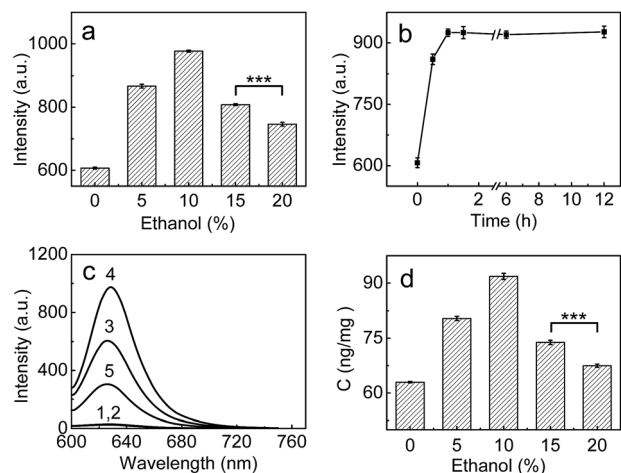 a
Intensity (a.u.)
1000
800
600
***
0 5 10 15 20
Ethanol (%)
b
Intensity (a.u.)
900
750
600
0 2 6 8 10 12
Time (h)
c
Intensity (a.u.)
1200
800
400
0
4
3
5
1,2
600 640 680 720 760
Wavelength (nm)
d
C (ng/mg)
90
75
60
***
0 5 10 15 20
Ethanol (%)